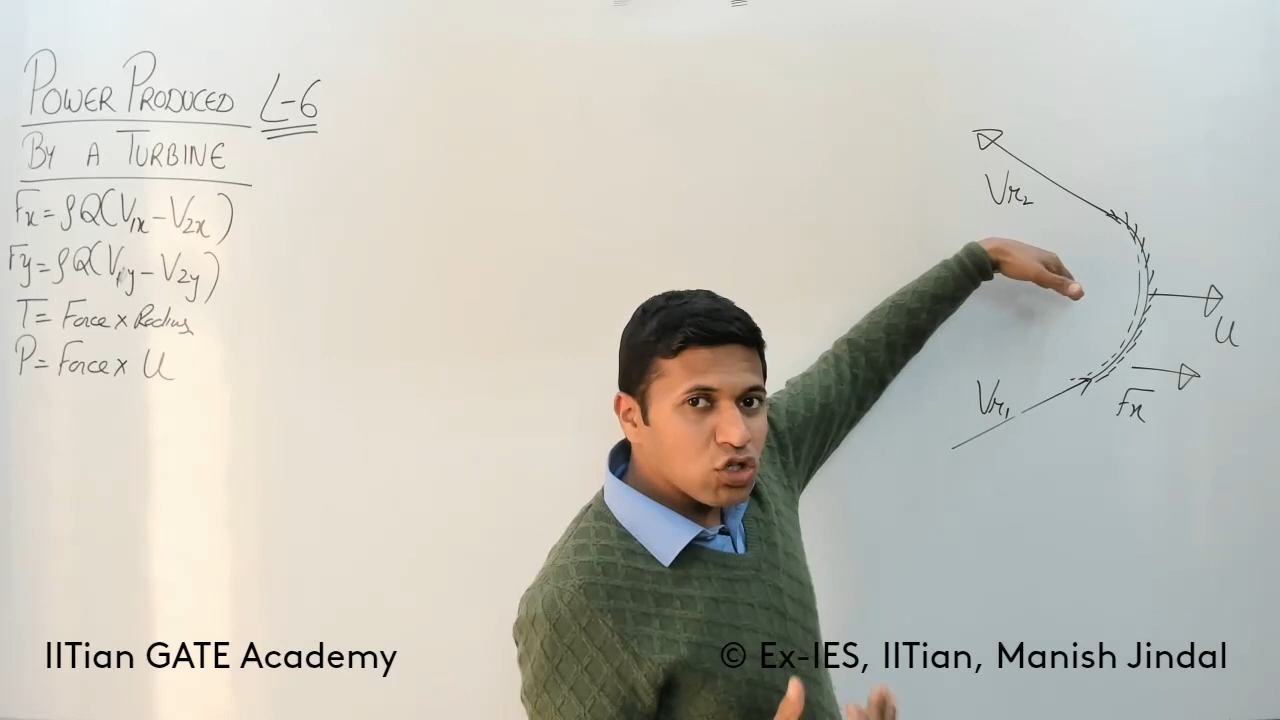 POWER PRODUCED L-6
BY A TURBINE
Fx = ρQ(V1x - V2x)
Fy = ρQ(V1y - V2y)
T = Force x Radius
P = Force x U
Vr2
U
Vr1
Fx
IITian GATE Academy
© Ex-IES, IITian, Manish Jindal